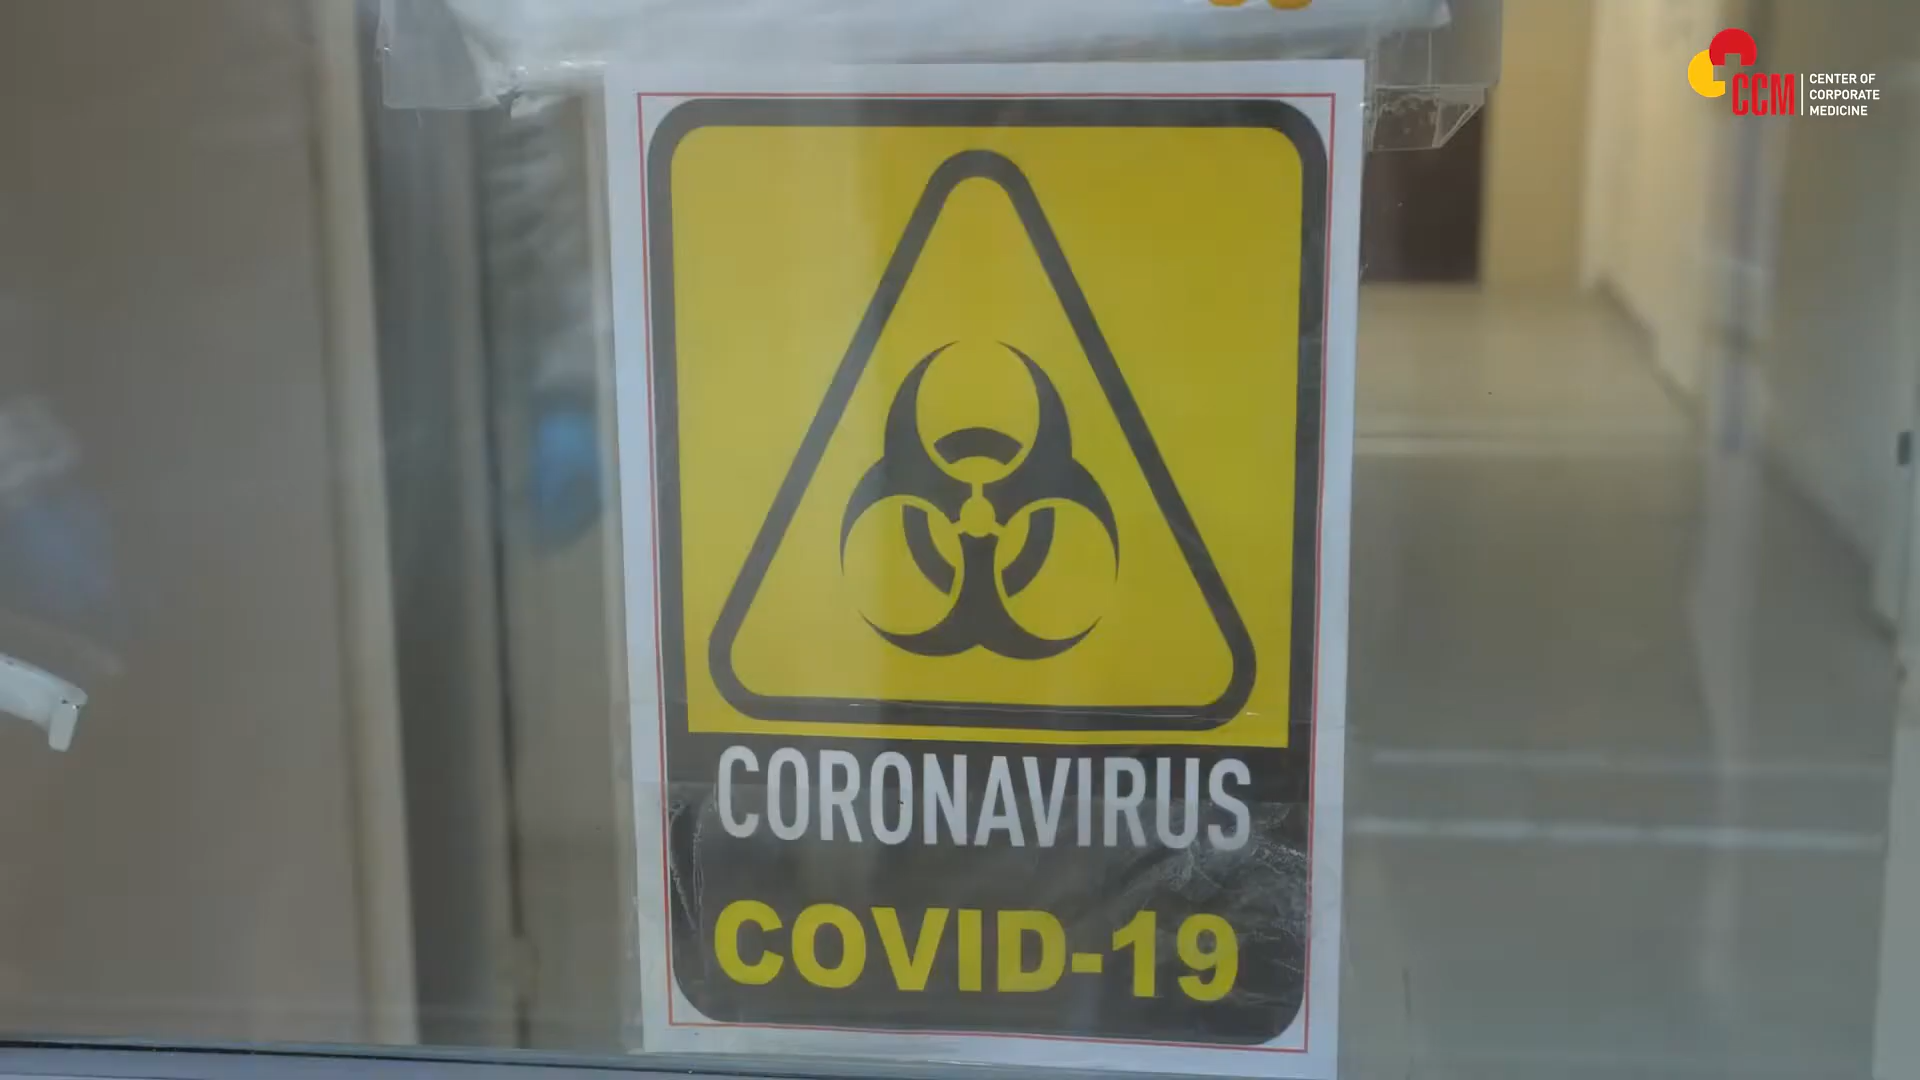 CCM
CENTER OF
CORPORATE
MEDICINE
CORONAVIRUS
COVID-19